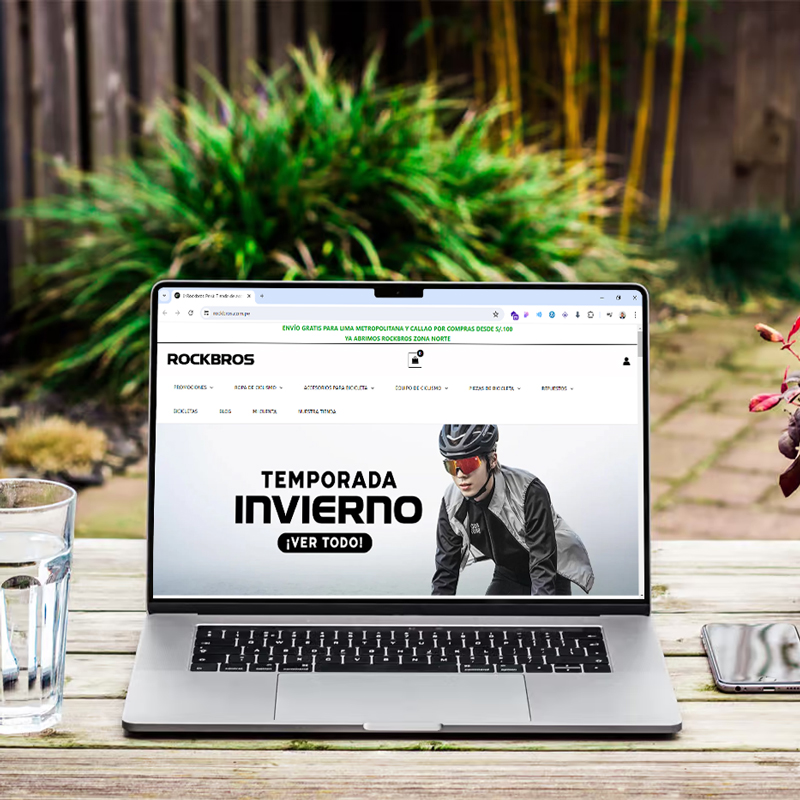 ENVÍO GRATIS PARA LIMA METROPOLITANA Y CALLAO POR COMPRAS DESDE S/.100
YA ABRIMOS ROCKBROS ZONA NORTE
ROCKBROS
0
PROMOCIONES ROPA DE CICLISMO ACCESORIOS PARA BICICLETA EQUIPO DE CICLISMO PIEZAS DE BICICLETA REPUESTOS
BICICLETAS BLOG MI CUENTA NUESTRA TIENDA
TEMPORADA
INVIERNO
¡VER TODO!